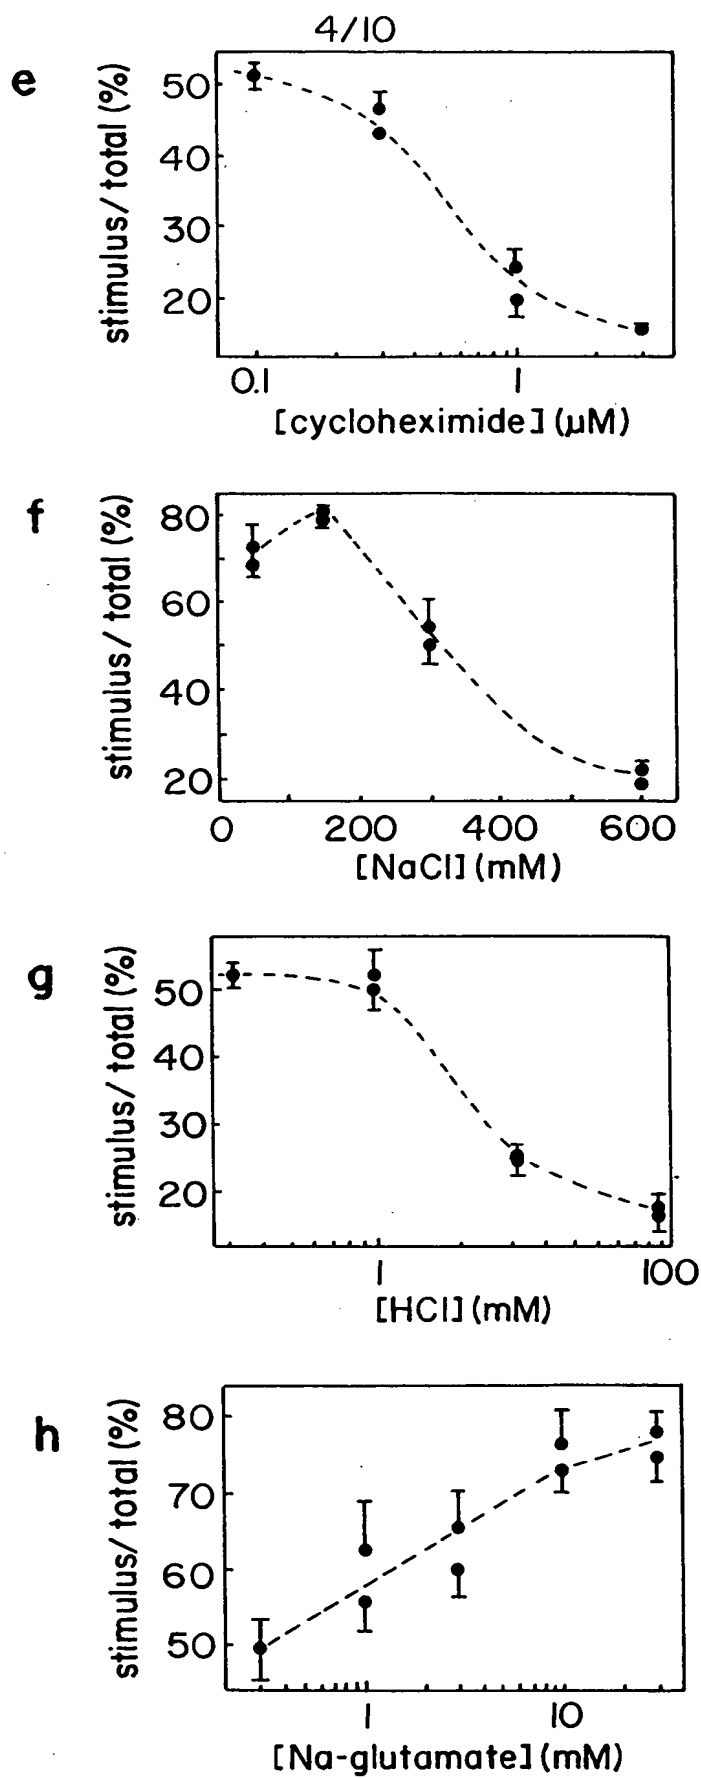 4/10
e
stimulus/total (%)
50
40
30
20
0.1 1
[cycloheximide] (μM)
f
stimulus/total (%)
80
60
40
20
0 200 400 600
[NaCl] (mM)
g
stimulus/total (%)
50
40
30
20
1 100
[HCl] (mM)
h
stimulus/total (%)
80
70
60
50
1 10
[Na-glutamate] (mM)